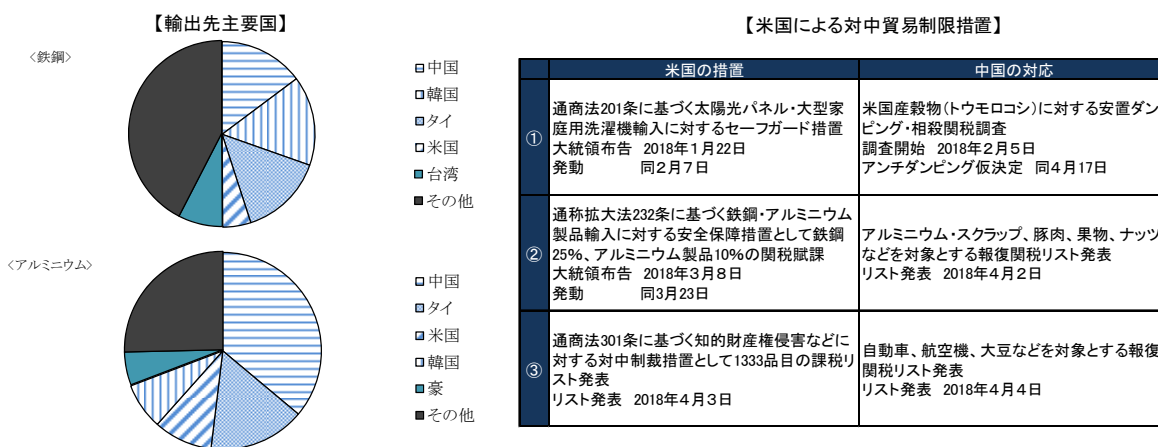 【輸出先主要国】
<鉄鋼>
中国
韓国
タイ
米国
台湾
その他
<アルミニウム>
中国
タイ
米国
韓国
豪
その他
【米国による対中貿易制限措置】
米国の措置
中国の対応
①
通商法201条に基づく太陽光パネル・大型家
庭用洗濯機輸入に対するセーフガード措置
大統領布告 2018年1月22日
発動 同2月7日
米国産穀物(トウモロコシ)に対する安置ダン
ピング・相殺関税調査
調査開始 2018年2月5日
アンチダンピング仮決定 同4月17日
②
通称拡大法232条に基づく鉄鋼・アルミニウム
製品輸入に対する安全保障措置として鉄鋼
25%、アルミニウム製品10%の関税賦課
大統領布告 2018年3月8日
発動 同3月23日
アルミニウム・スクラップ、豚肉、果物、ナッツ
などを対象とする報復関税リスト発表
リスト発表 2018年4月2日
③
通商法301条に基づく知的財産権侵害などに
対する対中制裁措置として1333品目の課税リ
スト発表
リスト発表 2018年4月3日
自動車、航空機、大豆などを対象とする報復
関税リスト発表
リスト発表 2018年4月4日